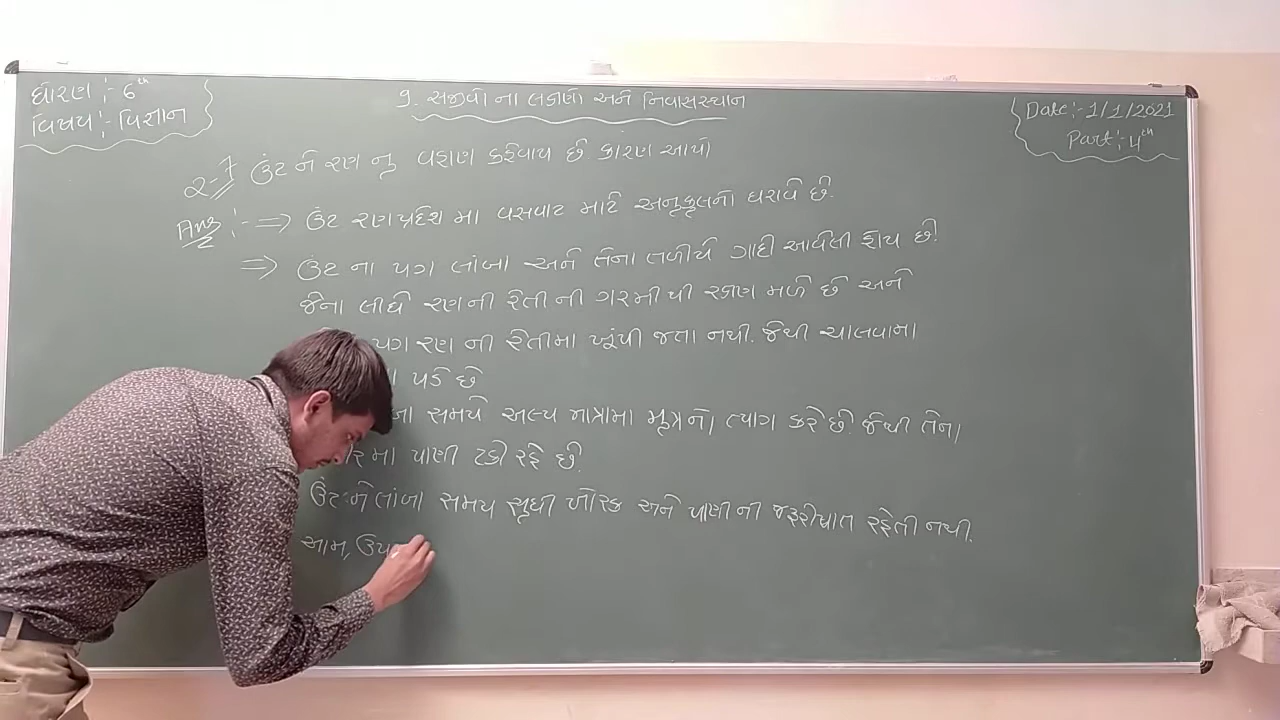 ધોરણ :- 6th
વિષય :- વિજ્ઞાન
9. સજીવો ના લક્ષણો અને નિવાસસ્થાન
Date :- 1/1/2021
Part :- 4th
2-7 ઉંટ ને રણ નુ વહાણ કહેવાય છે કારણ આપો
Ans :- => ઉંટ રણપ્રદેશ મા વસવાટ માટે અનુકૂલનો ધરાવે છે.
=> ઉંટ ના પગ લાંબા અને તેના તળીયે ગાદી આવેલી હોય છે.
જેના લીધે રણ ની રેતી ની ગરમી થી રક્ષણ મળે છે અને
પગ રણ ની રેતીમા ખૂંપી જતા નથી. જેથી ચાલવામા
પડે છે
સમયે અલ્પ માત્રામા મૂત્રનો ત્યાગ કરે છે. જેથી તેના
પાણી ટકી રહે છે.
ઉંટ ને લાંબા સમય સુધી ખોરાક અને પાણી ની જરૂરીયાત રહેતી નથી.
આમ, ઉપ